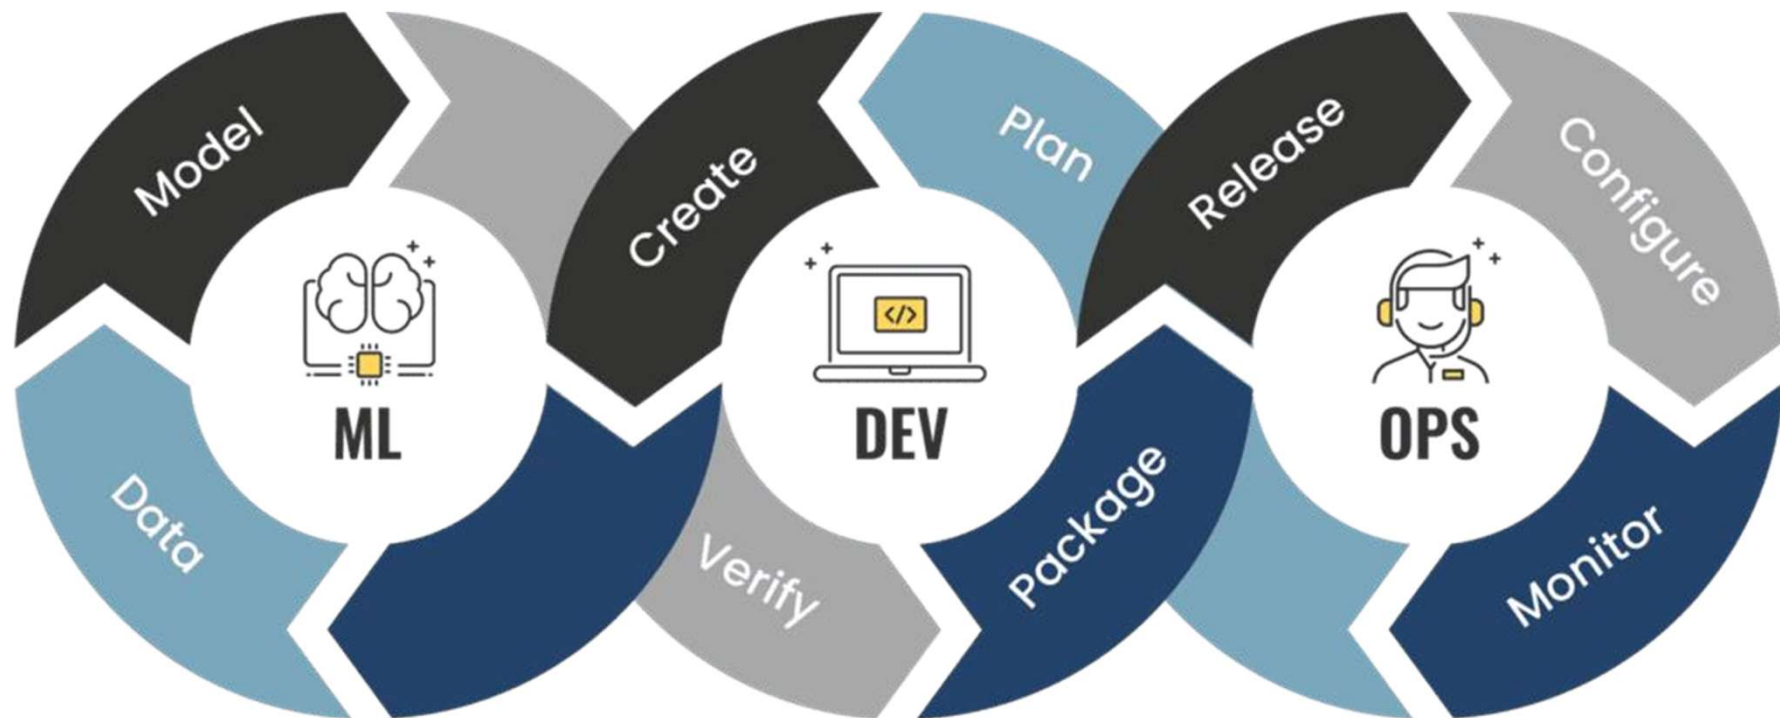 Model
Create
Plan
Release
Configure
</>
ML
DEV
OPS
Data
Verify
Package
Monitor